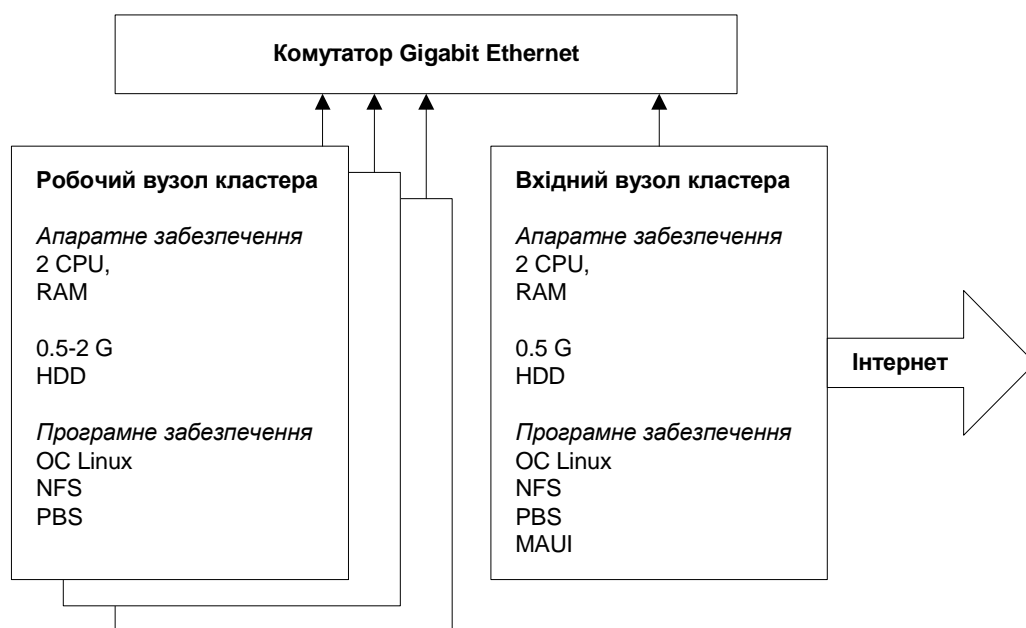 Комутатор Gigabit Ethernet
Робочий вузол кластера
Апаратне забезпечення
2 CPU,
RAM
0.5-2 G
HDD
Програмне забезпечення
ОС Linux
NFS
PBS
Вхідний вузол кластера
Апаратне забезпечення
2 CPU,
RAM
0.5 G
HDD
Програмне забезпечення
ОС Linux
NFS
PBS
MAUI
Інтернет